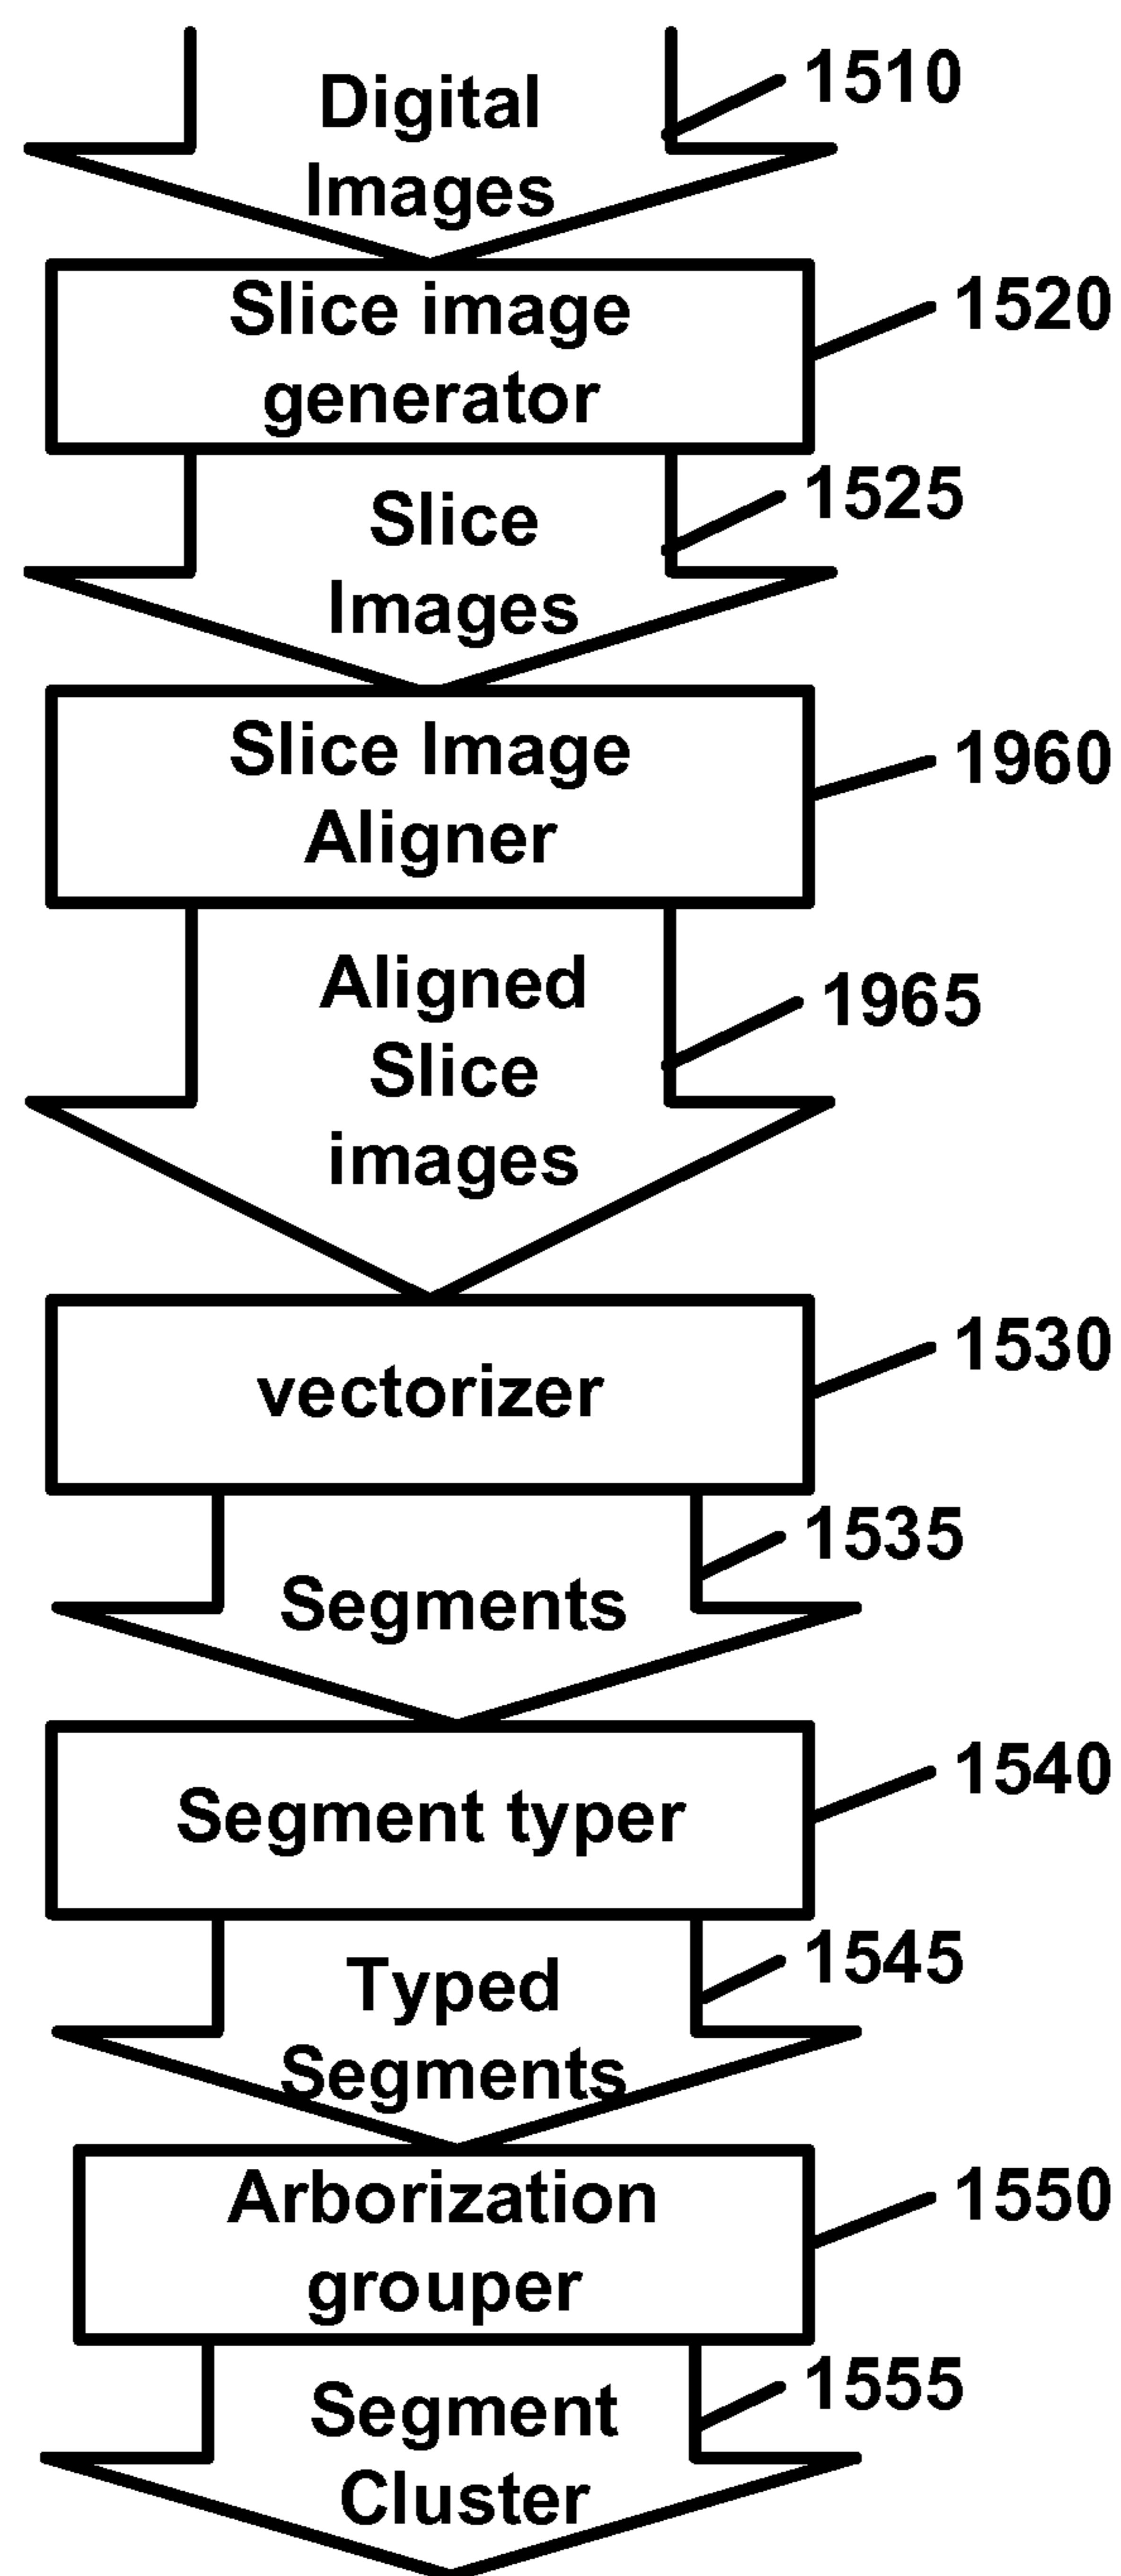 Digital
Images
1510
Slice image
generator
1520
Slice
Images
1525
Slice Image
Aligner
1960
Aligned
Slice
images
1965
vectorizer
1530
Segments
1535
Segment typer
1540
Typed
Segments
1545
Arborization
grouper
1550
Segment
Cluster
1555